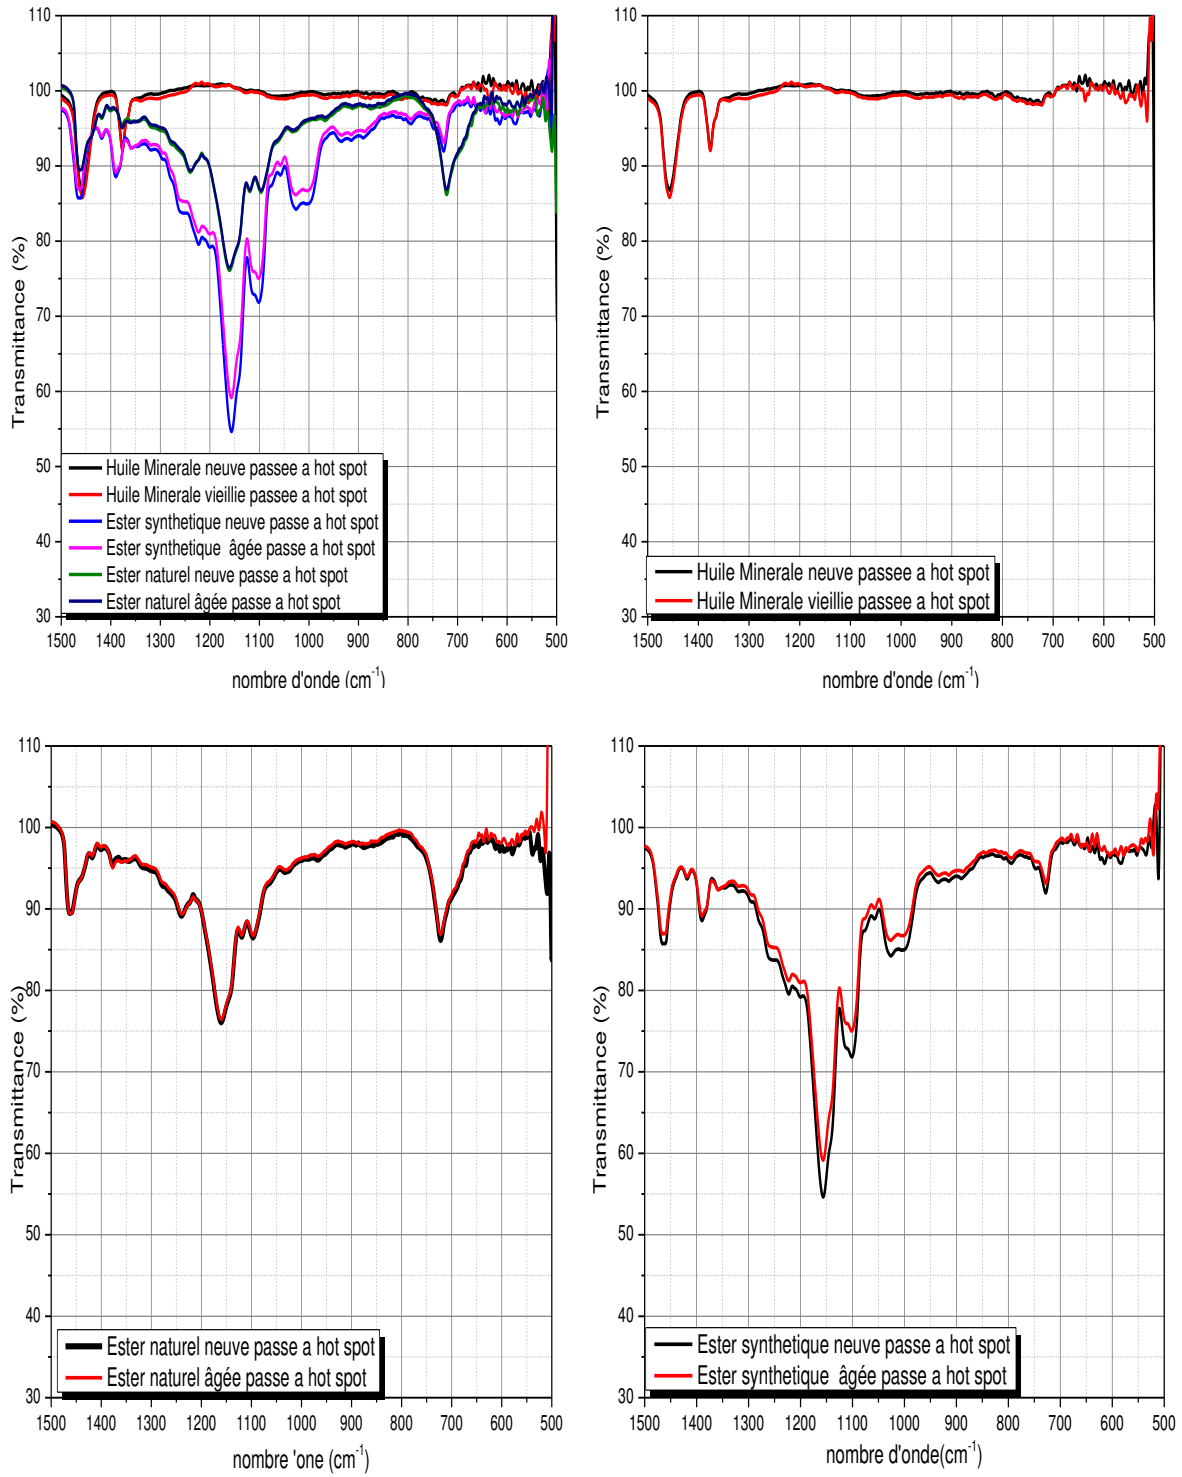 110
100
90
80
70
60
50
40
30
Transmittance (%)
Huile Minerale neuve passee a hot spot
Huile Minerale vieillie passee a hot spot
Ester synthetique neuve passe a hot spot
Ester synthetique âgée passe a hot spot
Ester naturel neuve passe a hot spot
Ester naturel âgée passe a hot spot
1500 1400 1300 1200 1100 1000 900 800 700 600 500
nombre d'onde (cm-1)
110
100
90
80
70
60
50
40
30
Transmittance (%)
Huile Minerale neuve passee a hot spot
Huile Minerale vieillie passee a hot spot
1500 1400 1300 1200 1100 1000 900 800 700 600 500
nombre d'onde (cm-1)
110
100
90
80
70
60
50
40
30
Transmittance (%)
Ester naturel neuve passe a hot spot
Ester naturel âgée passe a hot spot
1500 1400 1300 1200 1100 1000 900 800 700 600 500
nombre 'one (cm-1)
110
100
90
80
70
60
50
40
30
Transmittance (%)
Ester synthetique neuve passe a hot spot
Ester synthetique âgée passe a hot spot
1500 1400 1300 1200 1100 1000 900 800 700 600 500
nombre d'onde(cm-1)